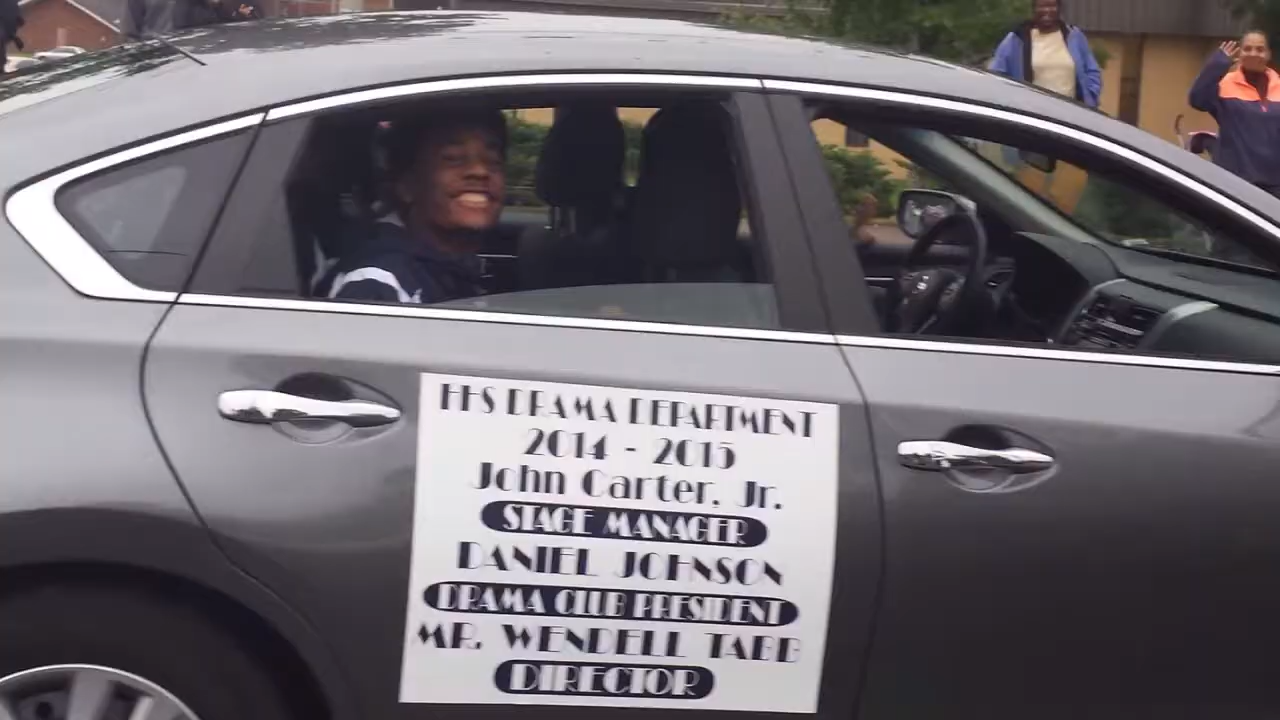 HHS DRAMA DEPARTMENT
2014 - 2015
John Carter, Jr.
STAGE MANAGER
DANIEL JOHNSON
DRAMA CLUB PRESIDENT
MR. WENDELL TABB
DIRECTOR